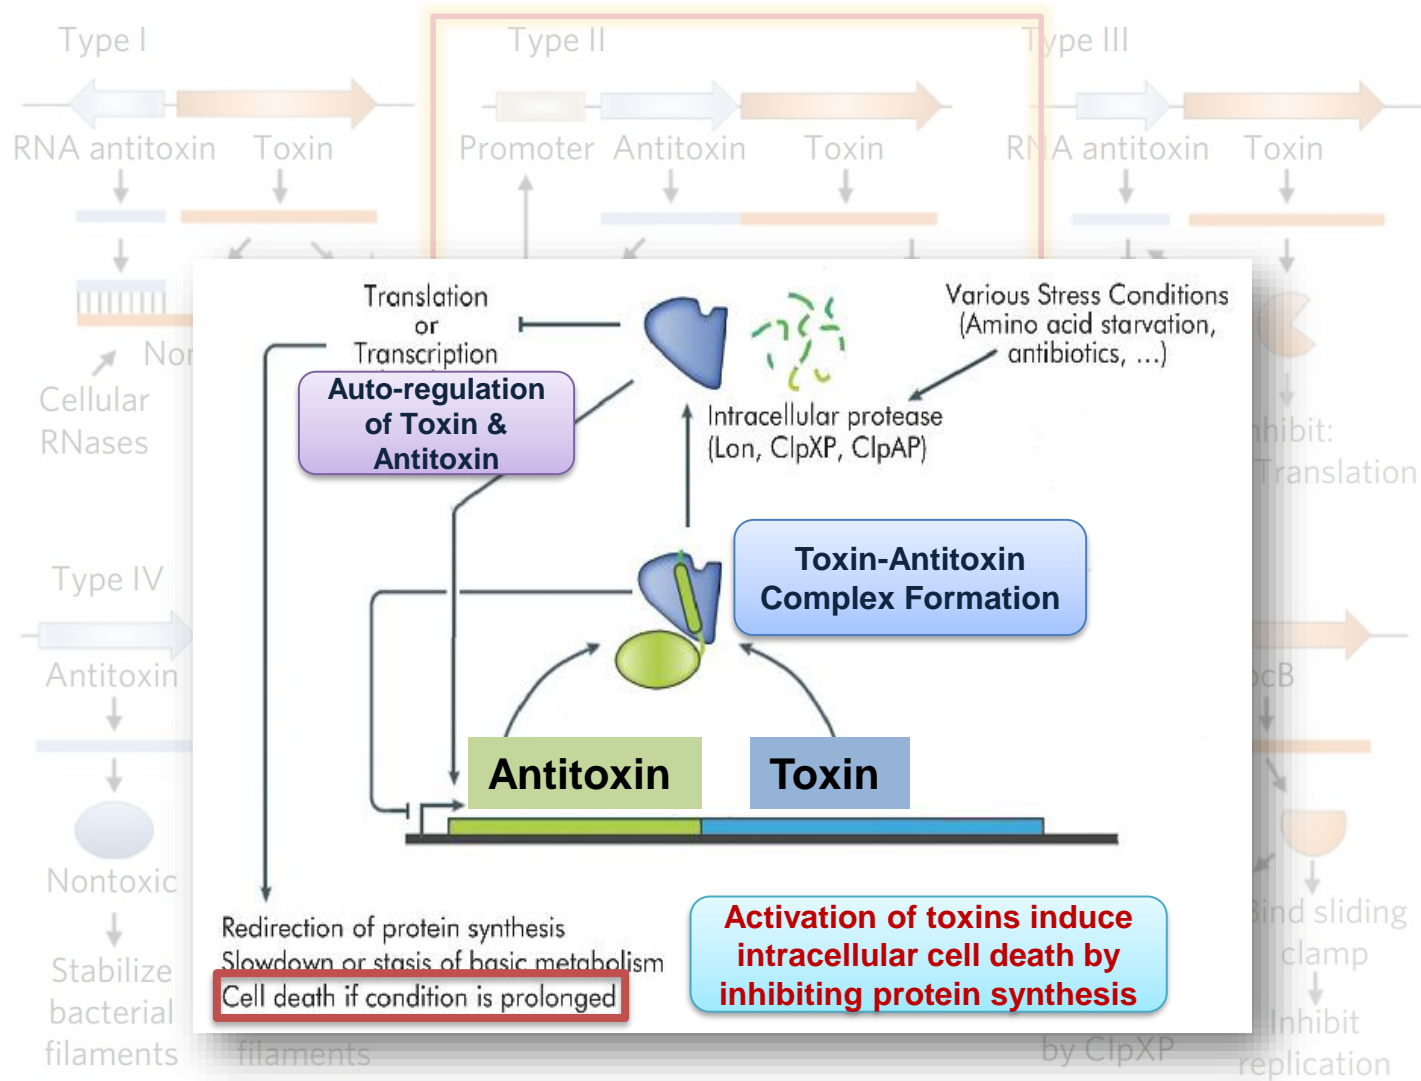 Type I
Type II
Type III
RNA antitoxin
Toxin
Promoter
Antitoxin
Toxin
RNA antitoxin
Toxin
Cellular
RNases
Translation
or
Transcription
Various Stress Conditions
(Amino acid starvation,
antibiotics, ...)
Auto-regulation
of Toxin &
Antitoxin
Intracellular protease
(Lon, ClpXP, ClpAP)
Translation
Toxin-Antitoxin
Complex Formation
Type IV
Antitoxin
Antitoxin
Toxin
Nontoxic
Stabilize
bacterial
filaments
filaments
Redirection of protein synthesis
Slowdown or stasis of basic metabolism
Cell death if condition is prolonged
Activation of toxins induce
intracellular cell death by
inhibiting protein synthesis
by ClpXP
Bind sliding
clamp
Inhibit
replication